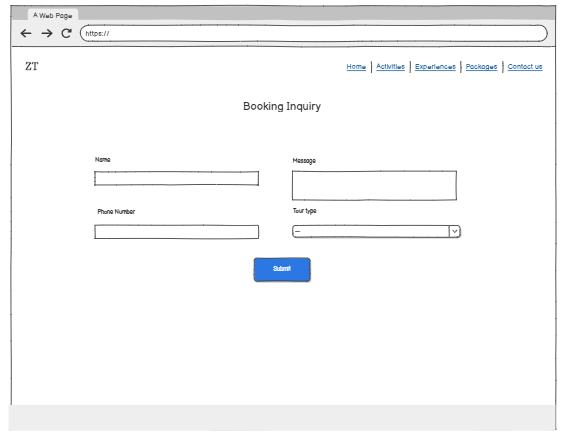 A Web Page
https://
ZT
Home | Activities | Experiences | Packages | Contact us
Booking Inquiry
Name
Message
Phone Number
Tour type
--
Submit